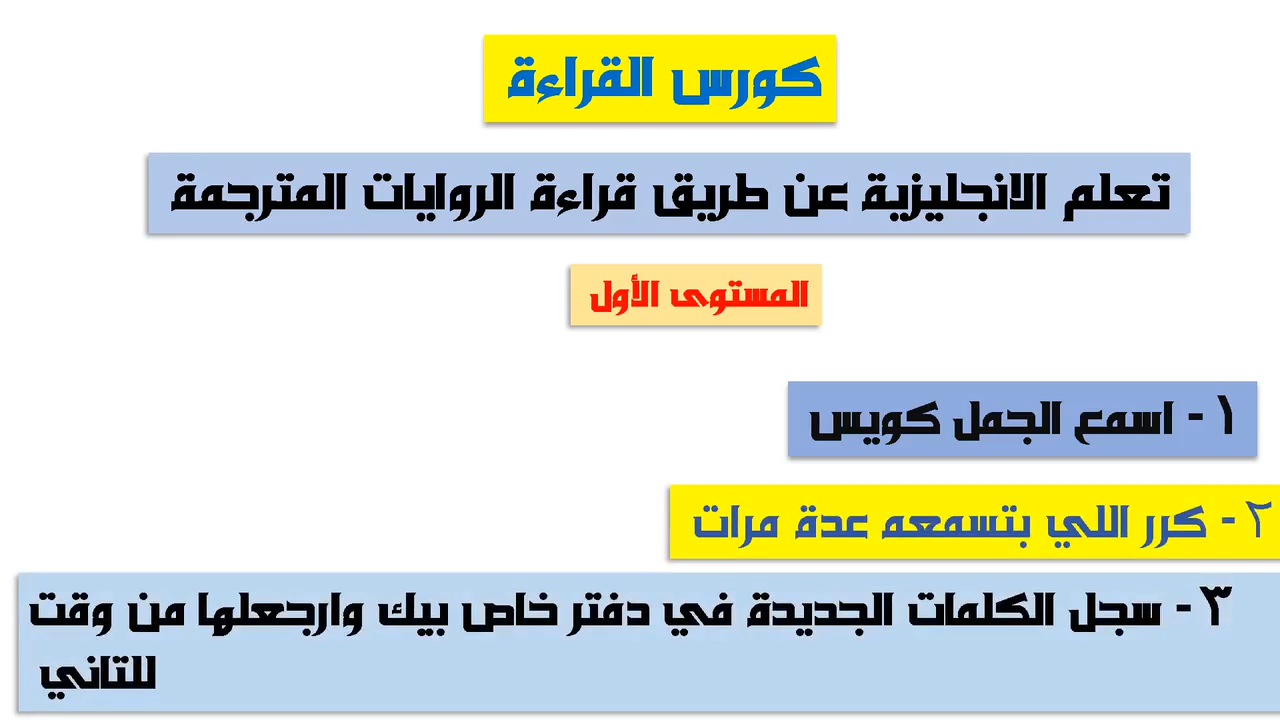 كورس القراءة
تعلم الانجليزية عن طريق قراءة الروايات المترجمة
المستوى الأول
١ - اسمع الجمل كويس
٢ - كرر اللي بتسمعه عدة مرات
٣ - سجل الكلمات الجديدة في دفتر خاص بيك وارجعلها من وقت
للتاني